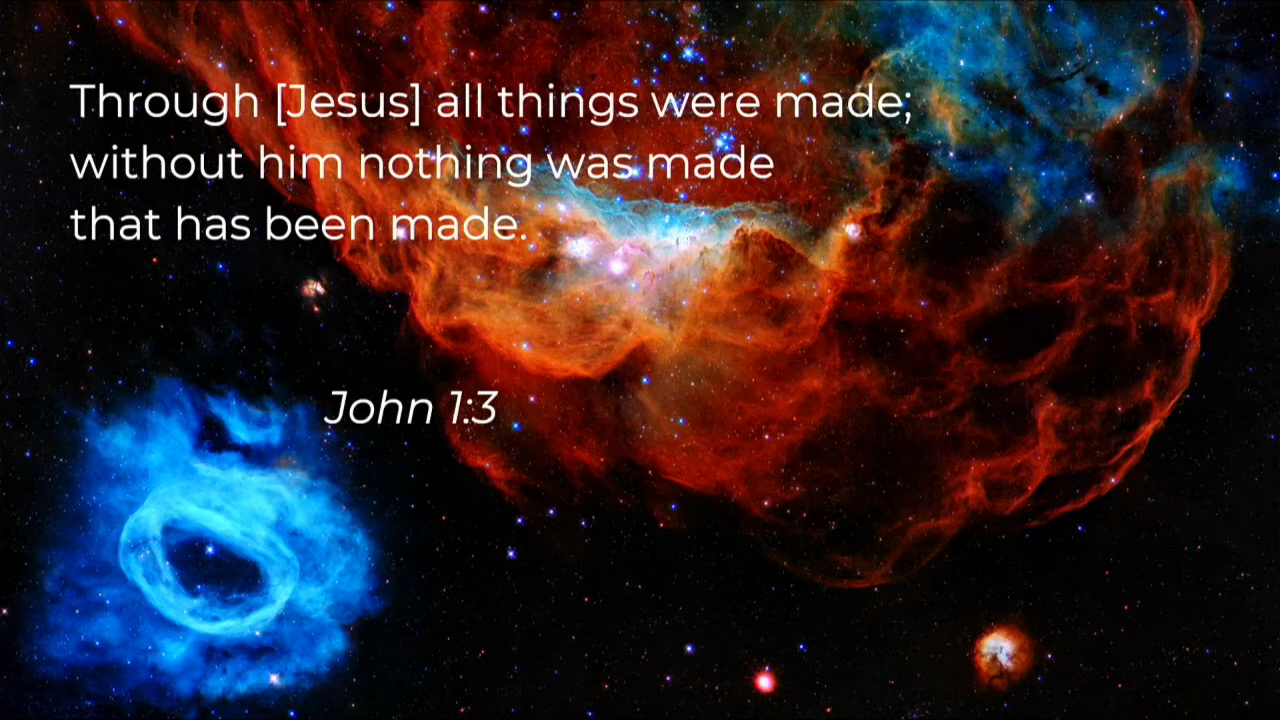 Through [Jesus] all things were made;
without him nothing was made
that has been made.
John 1:3